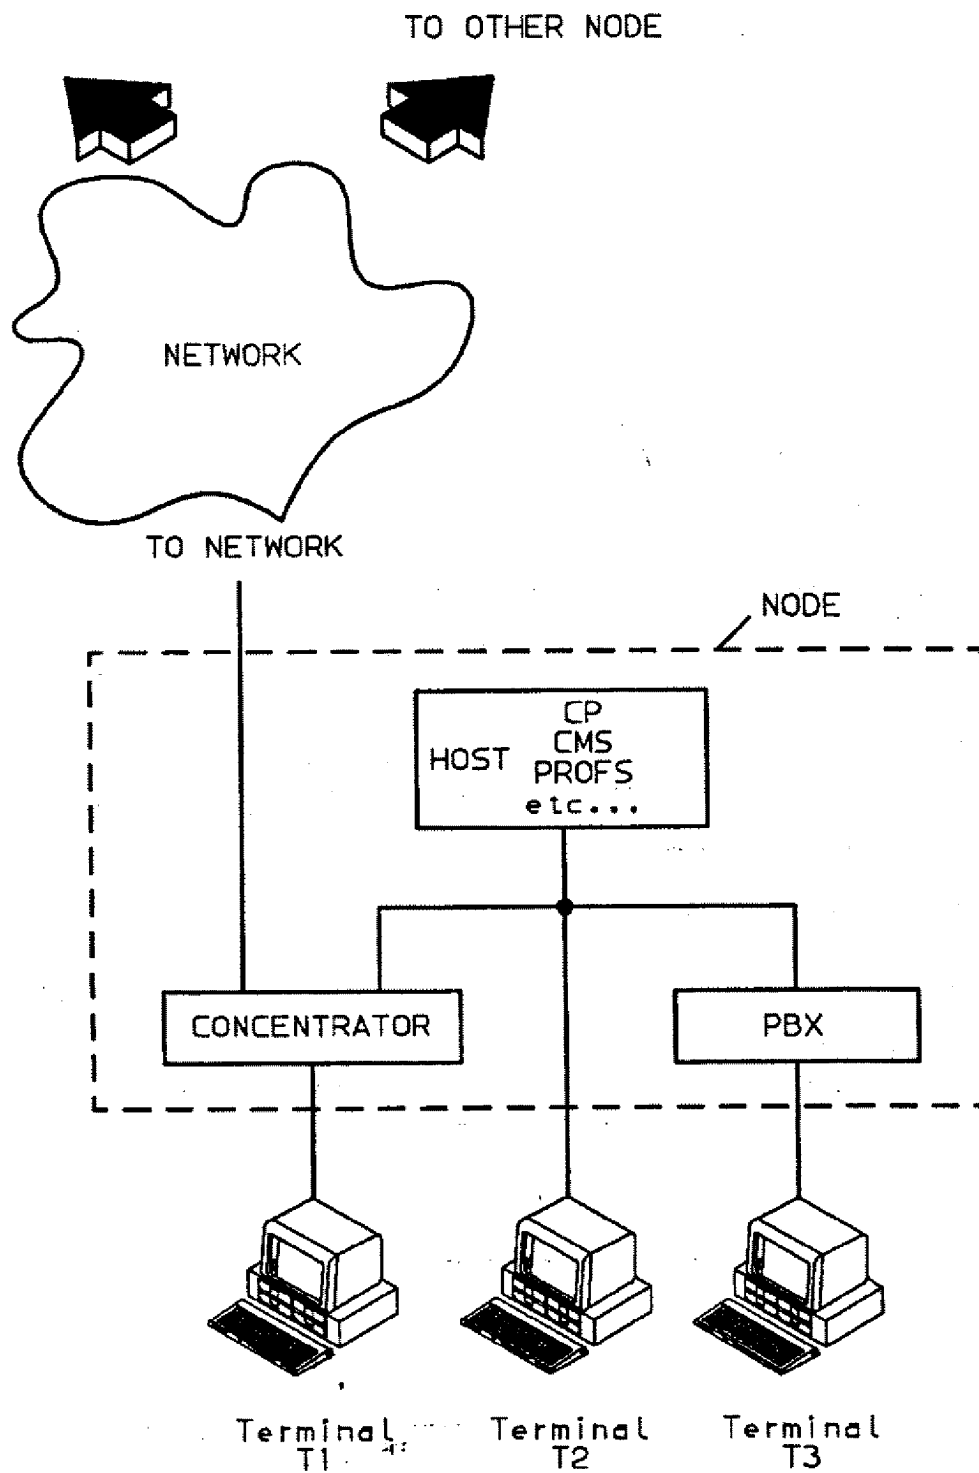 TO OTHER NODE
NETWORK
TO NETWORK
NODE
HOST
CP
CMS
PROFS
etc...
CONCENTRATOR
PBX
Terminal
T1
Terminal
T2
Terminal
T3